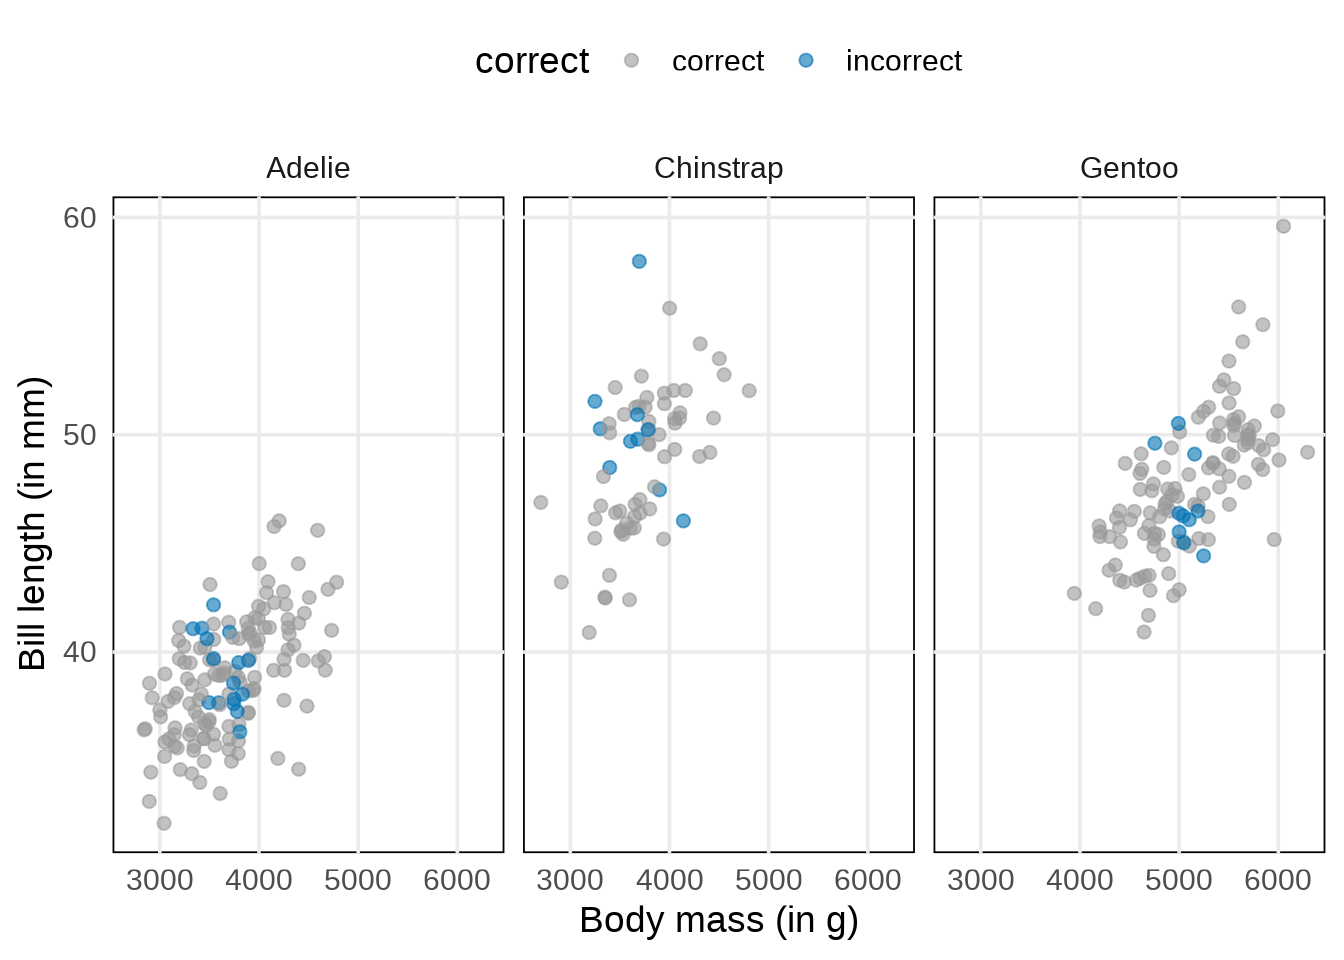 correct correct incorrect
Adelie Chinstrap Gentoo
60
50
40
3000 4000 5000 6000 3000 4000 5000 6000 3000 4000 5000 6000
Body mass (in g)
Bill length (in mm)